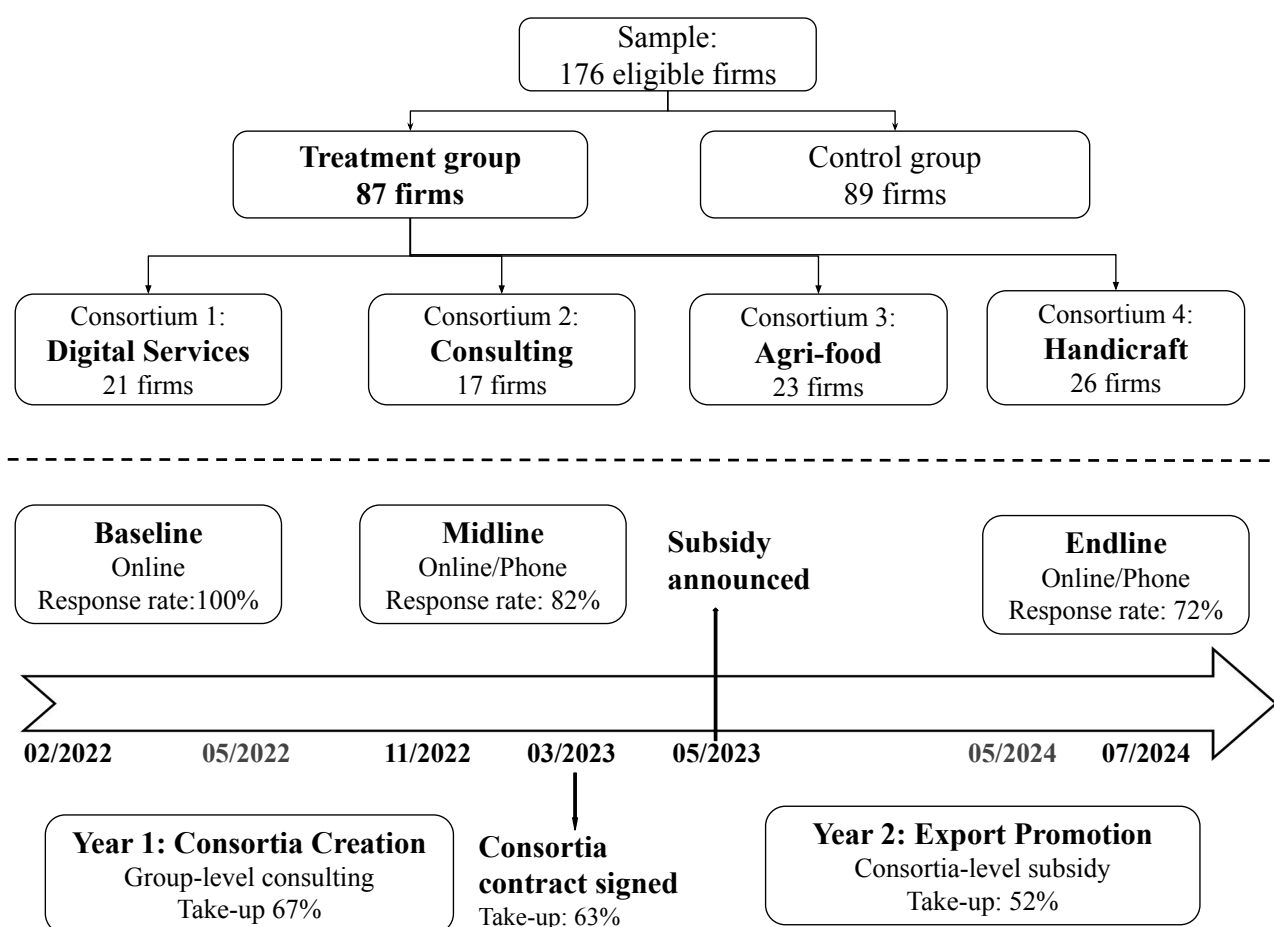 Sample:
176 eligible firms
Treatment group
87 firms
Control group
89 firms
Consortium 1:
Digital Services
21 firms
Consortium 2:
Consulting
17 firms
Consortium 3:
Agri-food
23 firms
Consortium 4:
Handicraft
26 firms
Baseline
Online
Response rate:100%
Midline
Online/Phone
Response rate: 82%
Subsidy
announced
Endline
Online/Phone
Response rate: 72%
02/2022
05/2022
11/2022
03/2023
05/2023
05/2024
07/2024
Year 1: Consortia Creation
Group-level consulting
Take-up 67%
Consortia
contract signed
Take-up: 63%
Year 2: Export Promotion
Consortia-level subsidy
Take-up: 52%